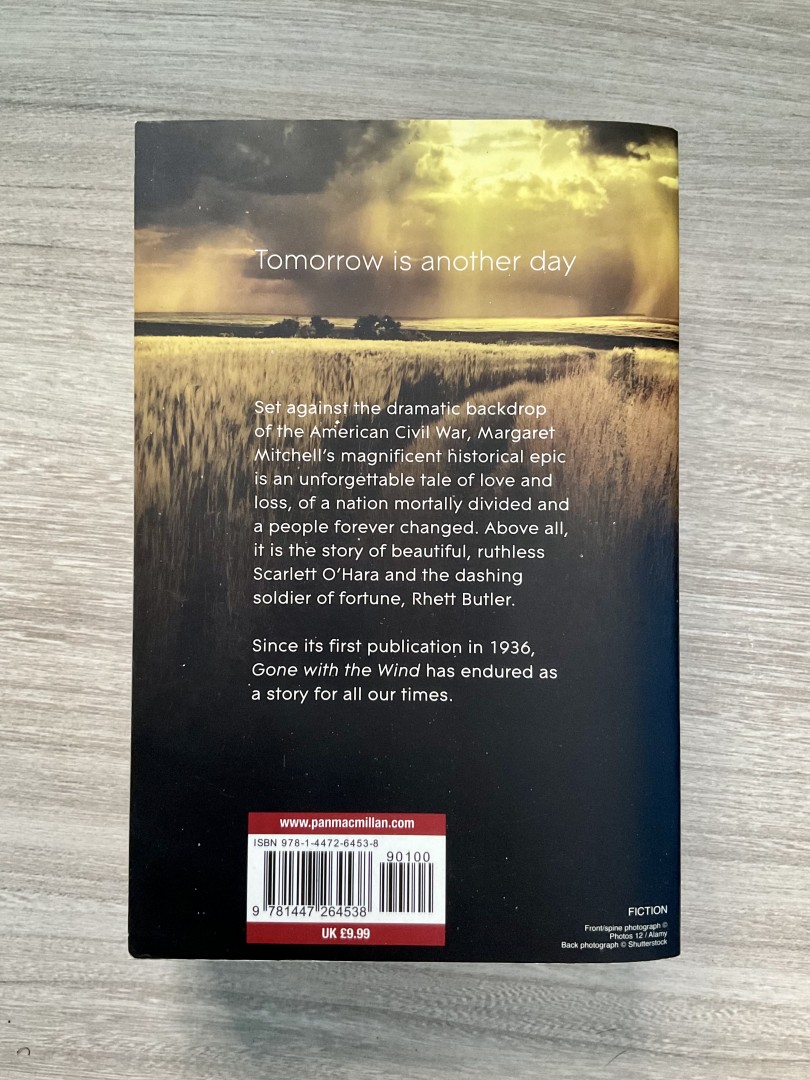 Tomorrow is another day
Set against the dramatic backdrop
of the American Civil War, Margaret
Mitchell's magnificent historical epic
is an unforgettable tale of love and
loss, of a nation mortally divided and
a people forever changed. Above all,
it is the story of beautiful, ruthless
Scarlett O'Hara and the dashing
soldier of fortune, Rhett Butler.
Since its first publication in 1936,
Gone with the Wind has endured as
a story for all our times.
www.panmacmillan.com
ISBN 978-1-4472-6453-8
90100
9 781447 264538
UK £9.99
FICTION
Front/spine photograph ©
Photos 12 / Alamy
Back photograph © Shutterstock